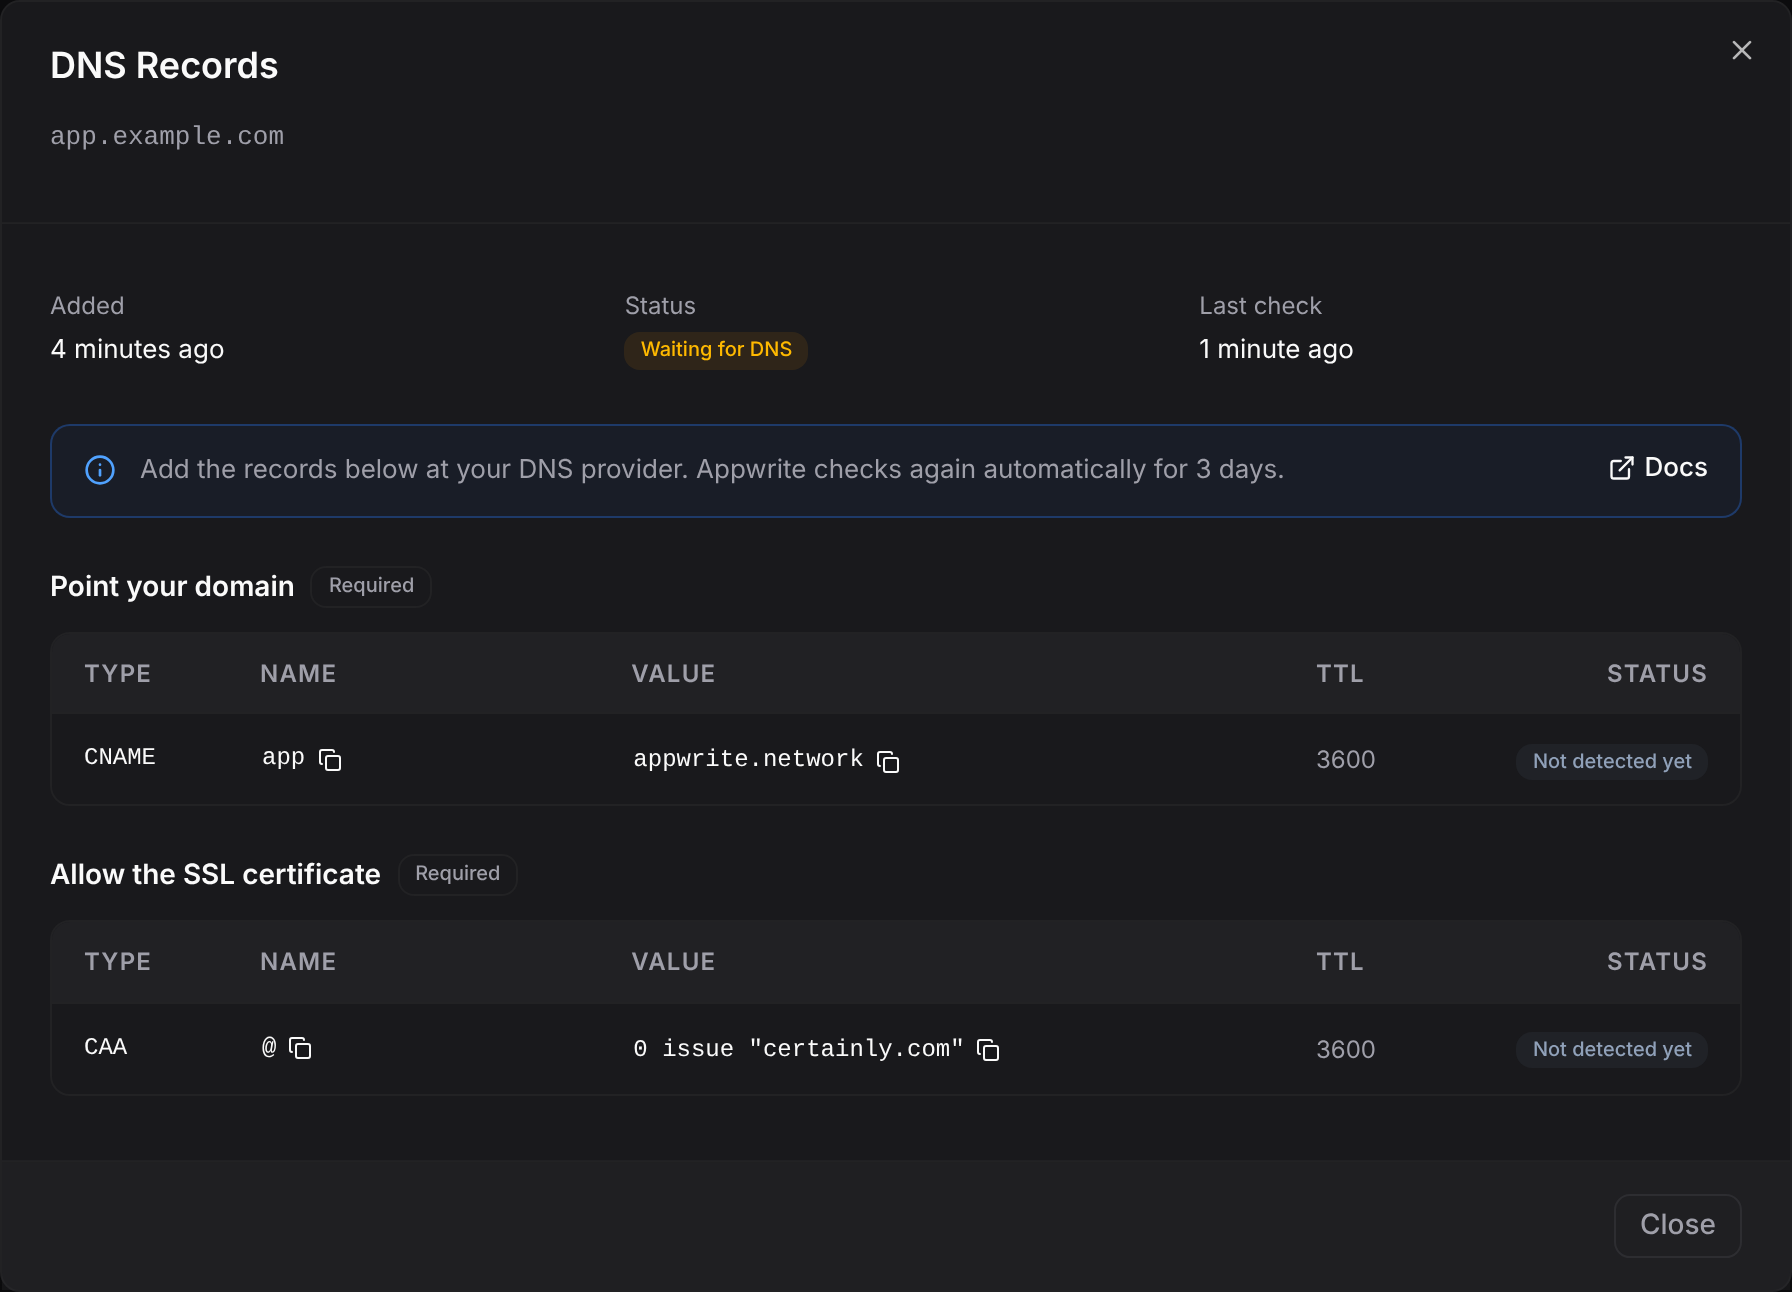 DNS Records
app.example.com
Added
Status
Last check
4 minutes ago
Waiting for DNS
1 minute ago
Add the records below at your DNS provider. Appwrite checks again automatically for 3 days.
Docs
Point your domain Required
TYPE NAME VALUE TTL STATUS
CNAME app appwrite.network 3600 Not detected yet
Allow the SSL certificate Required
TYPE NAME VALUE TTL STATUS
CAA @ 0 issue "certainly.com" 3600 Not detected yet
Close